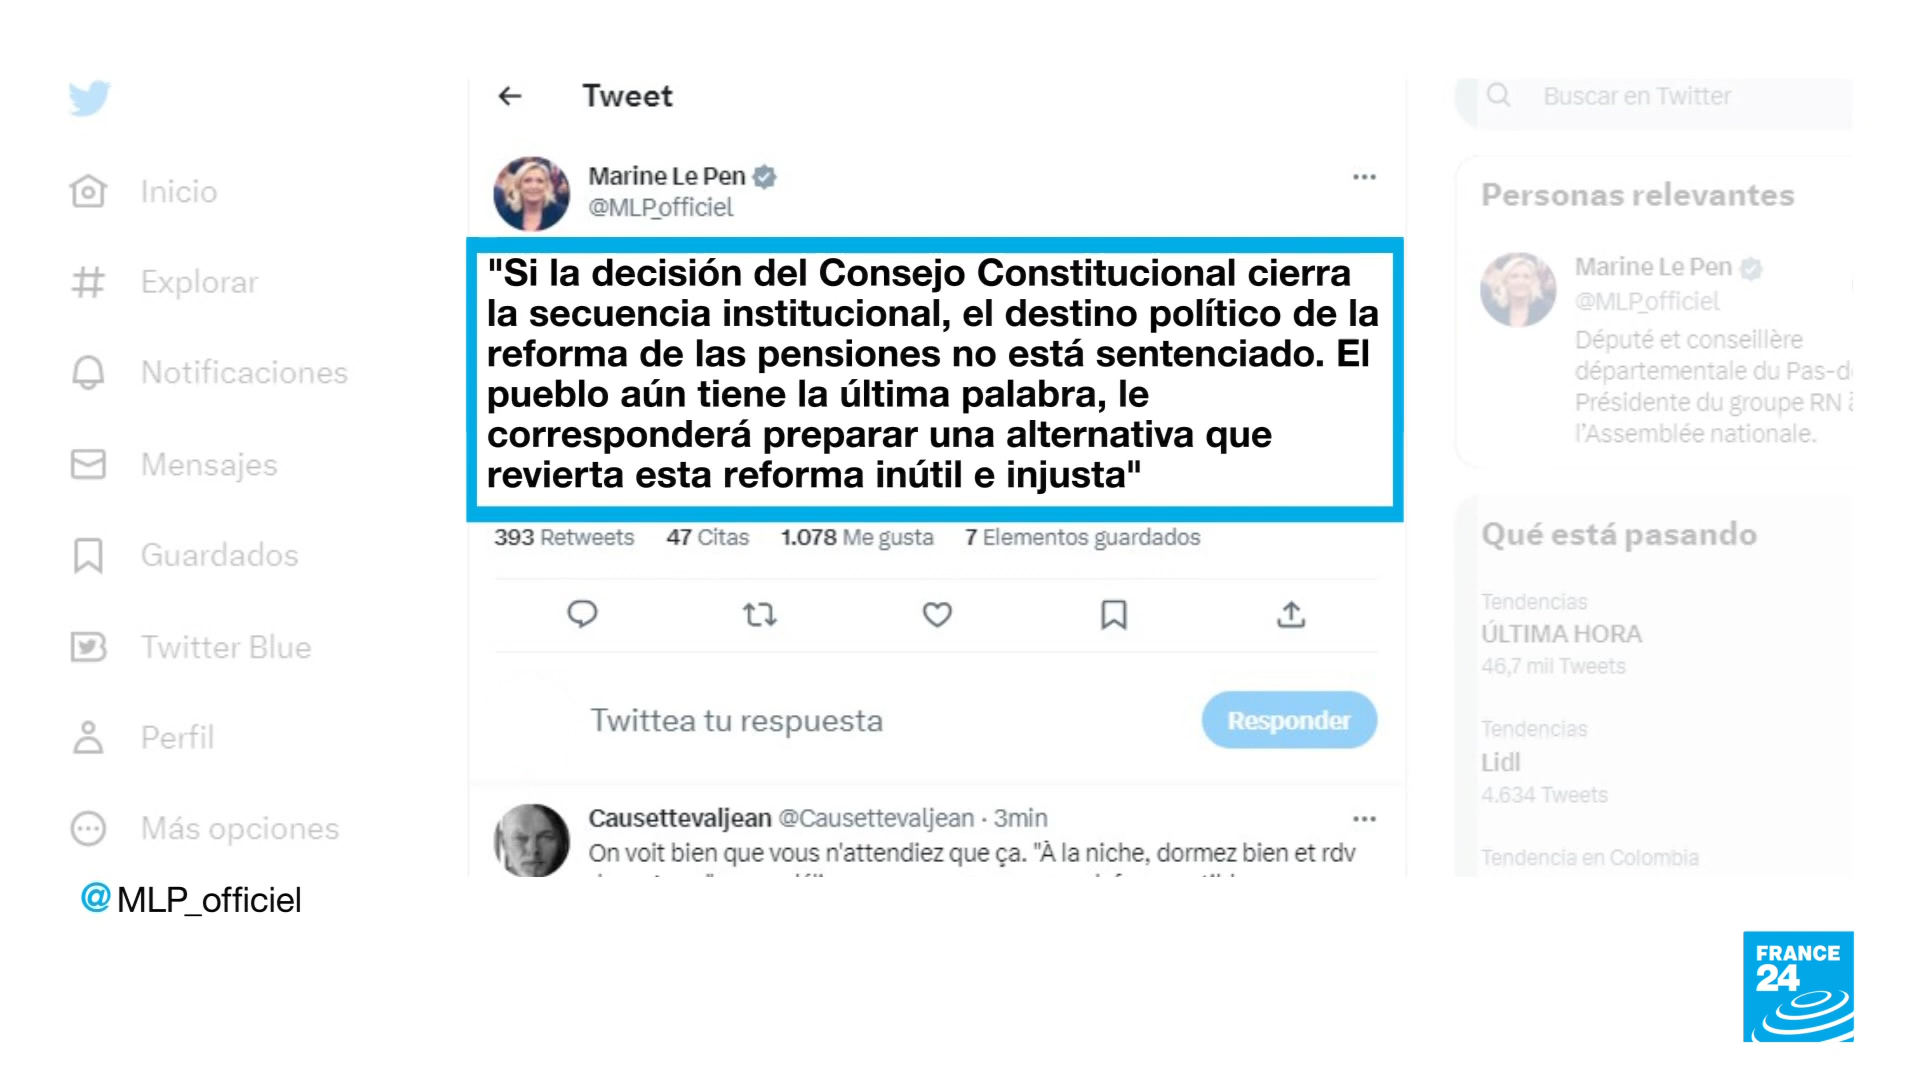 Inicio
Explorar
Notificaciones
Mensajes
Guardados
Twitter Blue
Perfil
Más opciones
@MLP_officiel
Tweet
Marine Le Pen
@MLP_officiel
"Si la decisión del Consejo Constitucional cierra
la secuencia institucional, el destino político de la
reforma de las pensiones no está sentenciado. El
pueblo aún tiene la última palabra, le
corresponderá preparar una alternativa que
revierta esta reforma inútil e injusta"
393 Retweets 47 Citas 1.078 Me gusta 7 Elementos guardados
Twittea tu respuesta
Responder
Causettevaljean @Causettevaljean · 3min
On voit bien que vous n'attendiez que ça. "À la niche, dormez bien et rdv
Buscar en Twitter
Personas relevantes
Marine Le Pen
@MLP_officiel
Député et conseillère
départementale du Pas-d
Présidente du groupe RN
l'Assemblée nationale.
Qué está pasando
Tendencias
ÚLTIMA HORA
46,7 mil Tweets
Tendencias
Lidl
4.634 Tweets
Tendencia en Colombia
FRANCE
24